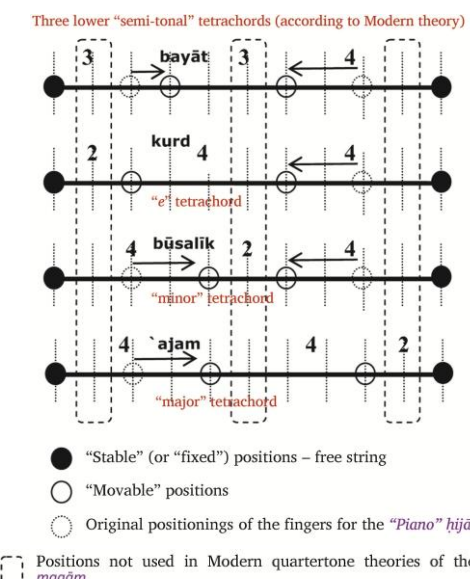 Three lower “semi-tonal” tetrachords (according to Modern theory)
3 bayāt 3 4
kurd
2 4 4
“e” tetrachord
4 būsalīk 2 4
“minor” tetrachord
4 `ajam 4 2
“major” tetrachord
“Stable” (or “fixed”) positions – free string
“Movable” positions
Original positionings of the fingers for the “Piano” ḥijā
Positions not used in Modern quartertone theories of the
maqām